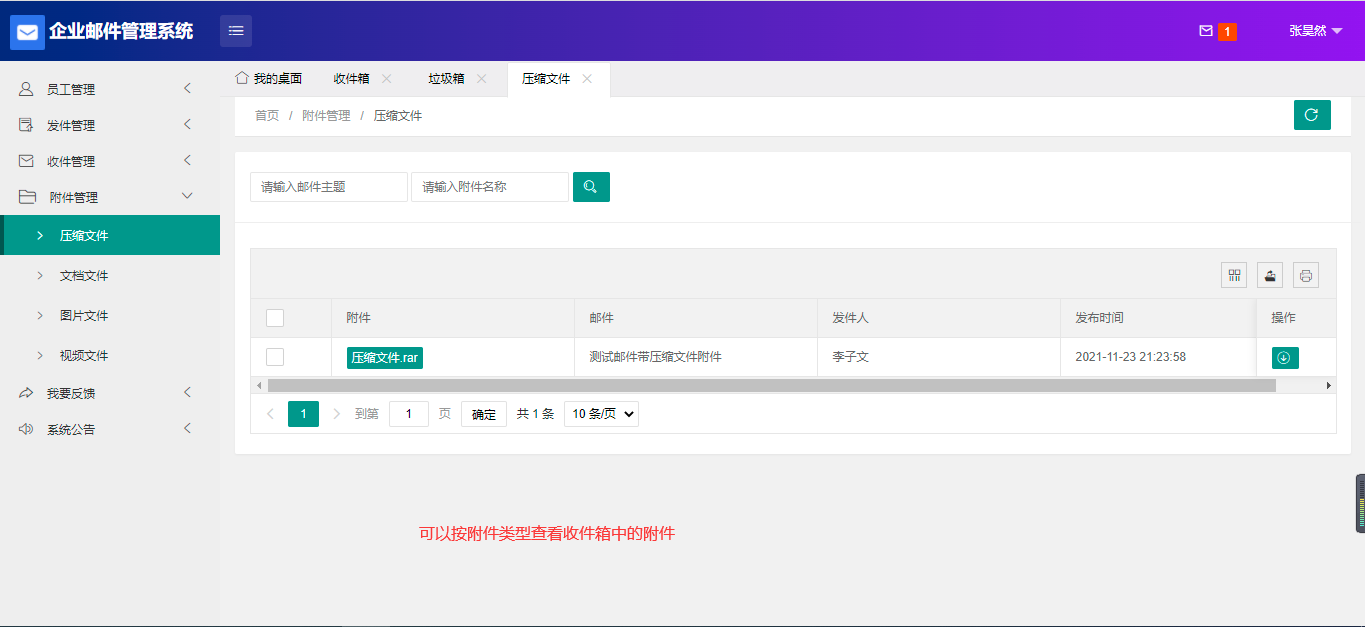 企业邮件管理系统
1
张昊然
员工管理
发件管理
收件管理
附件管理
压缩文件
文档文件
图片文件
视频文件
我要反馈
系统公告
我的桌面 收件箱 垃圾箱 压缩文件
首页 / 附件管理 / 压缩文件
请输入邮件主题 请输入附件名称
附件 邮件 发件人 发布时间 操作
压缩文件.rar 测试邮件带压缩文件附件 李子文 2021-11-23 21:23:58
1 到第 1 页 确定 共 1 条 10 条/页
可以按附件类型查看收件箱中的附件